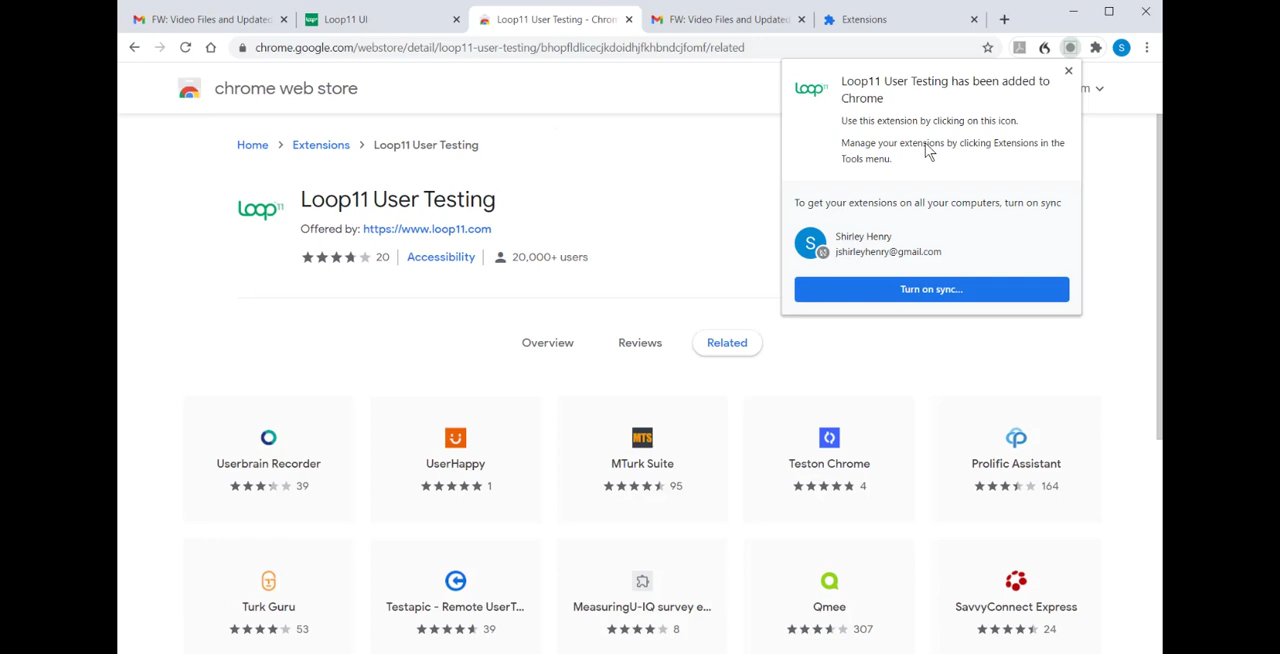 FW: Video Files and Updated
Loop11 UI
Loop11 User Testing - Chron
FW: Video Files and Updated
Extensions
chrome.google.com/webstore/detail/loop11-user-testing/bhopfldlicecjkdoidhjfkhbndcjfomf/related
S
chrome web store
m
Home > Extensions > Loop11 User Testing
loop11
Loop11 User Testing
Offered by: https://www.loop11.com
20 Accessibility 20,000+ users
loop11
Loop11 User Testing has been added to
Chrome
Use this extension by clicking on this icon.
Manage your extensions by clicking Extensions in the
Tools menu.
To get your extensions on all your computers, turn on sync
S
Shirley Henry
jshirleyhenry@gmail.com
Turn on sync...
Overview Reviews Related
MTS
Userbrain Recorder
39
UserHappy
1
MTurk Suite
95
Teston Chrome
4
Prolific Assistant
164
Turk Guru
53
Testapic - Remote UserT...
39
MeasuringU-IQ survey e...
8
Qmee
307
SavvyConnect Express
24